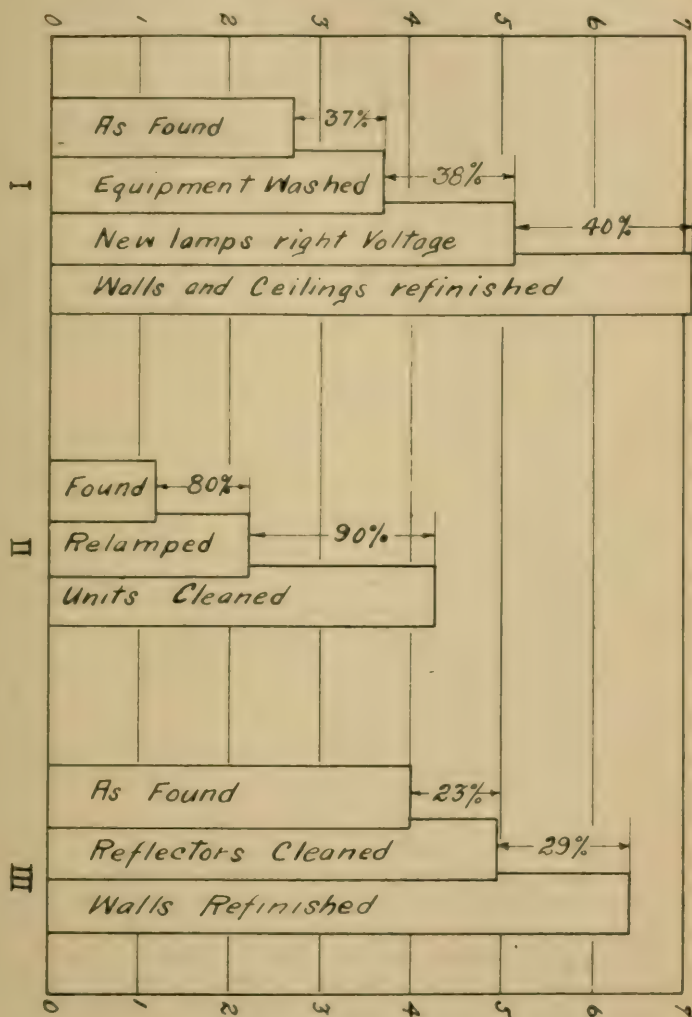 0 1 2 3 4 5 6 7
I
As Found 37%
Equipment Washed 38%
New lamps right Voltage 40%
Walls and Ceilings refinished
II
Found 80%
Relamped 90%
Units Cleaned
III
As Found 23%
Reflectors Cleaned 29%
Walls Refinished
0 1 2 3 4 5 6 7